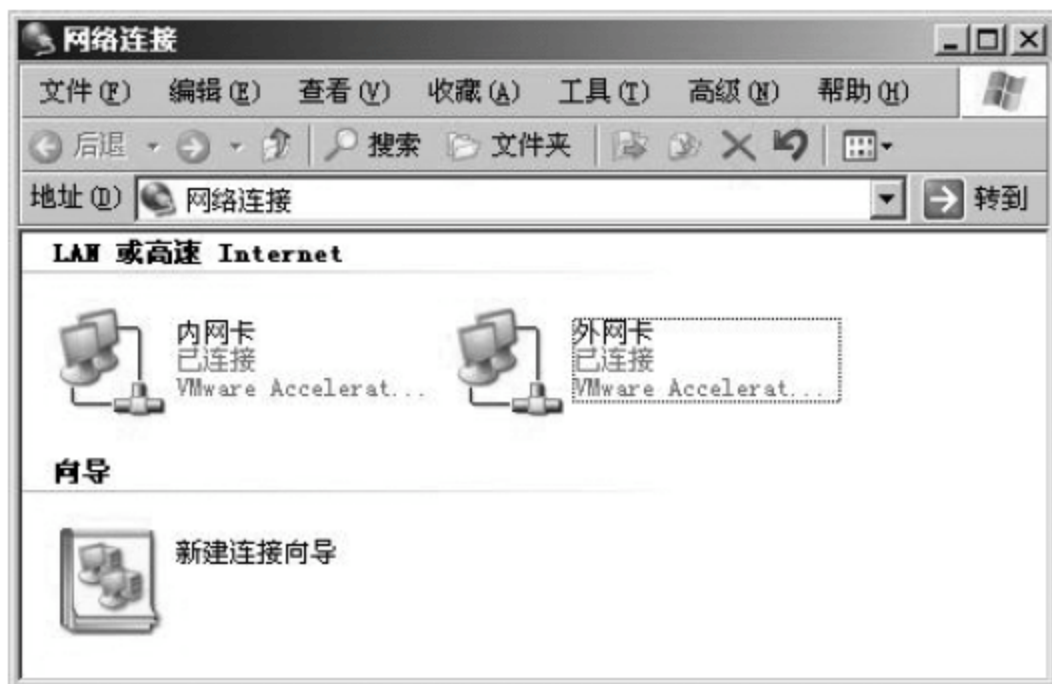 网络连接
文件(F) 编辑(E) 查看(V) 收藏(A) 工具(T) 高级(N) 帮助(H)
后退 搜索 文件夹
地址(D) 网络连接 转到
LAN 或高速 Internet
内网卡
已连接
VMware Accelerat...
外网卡
已连接
VMware Accelerat...
向导
新建连接向导